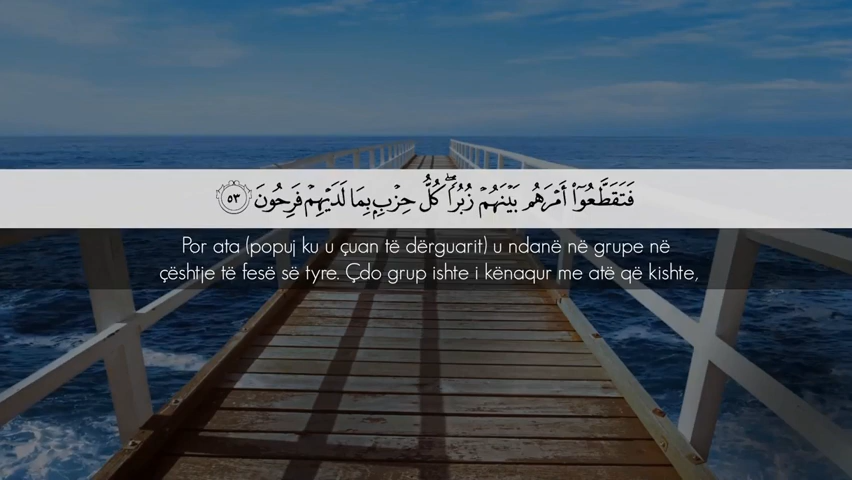 فَتَقَطَّعُوٓا۟ أَمْرَهُم بَيْنَهُمْ زُبُرًۭا ۖ كُلُّ حِزْبٍۭ بِمَا لَدَيْهِمْ فَرِحُونَ ٥٣
Por ata (popuj ku u çuan të dërguarit) u ndanë në grupe në
çështje të fesë së tyre. Çdo grup ishte i kënaqur me atë që kishte,